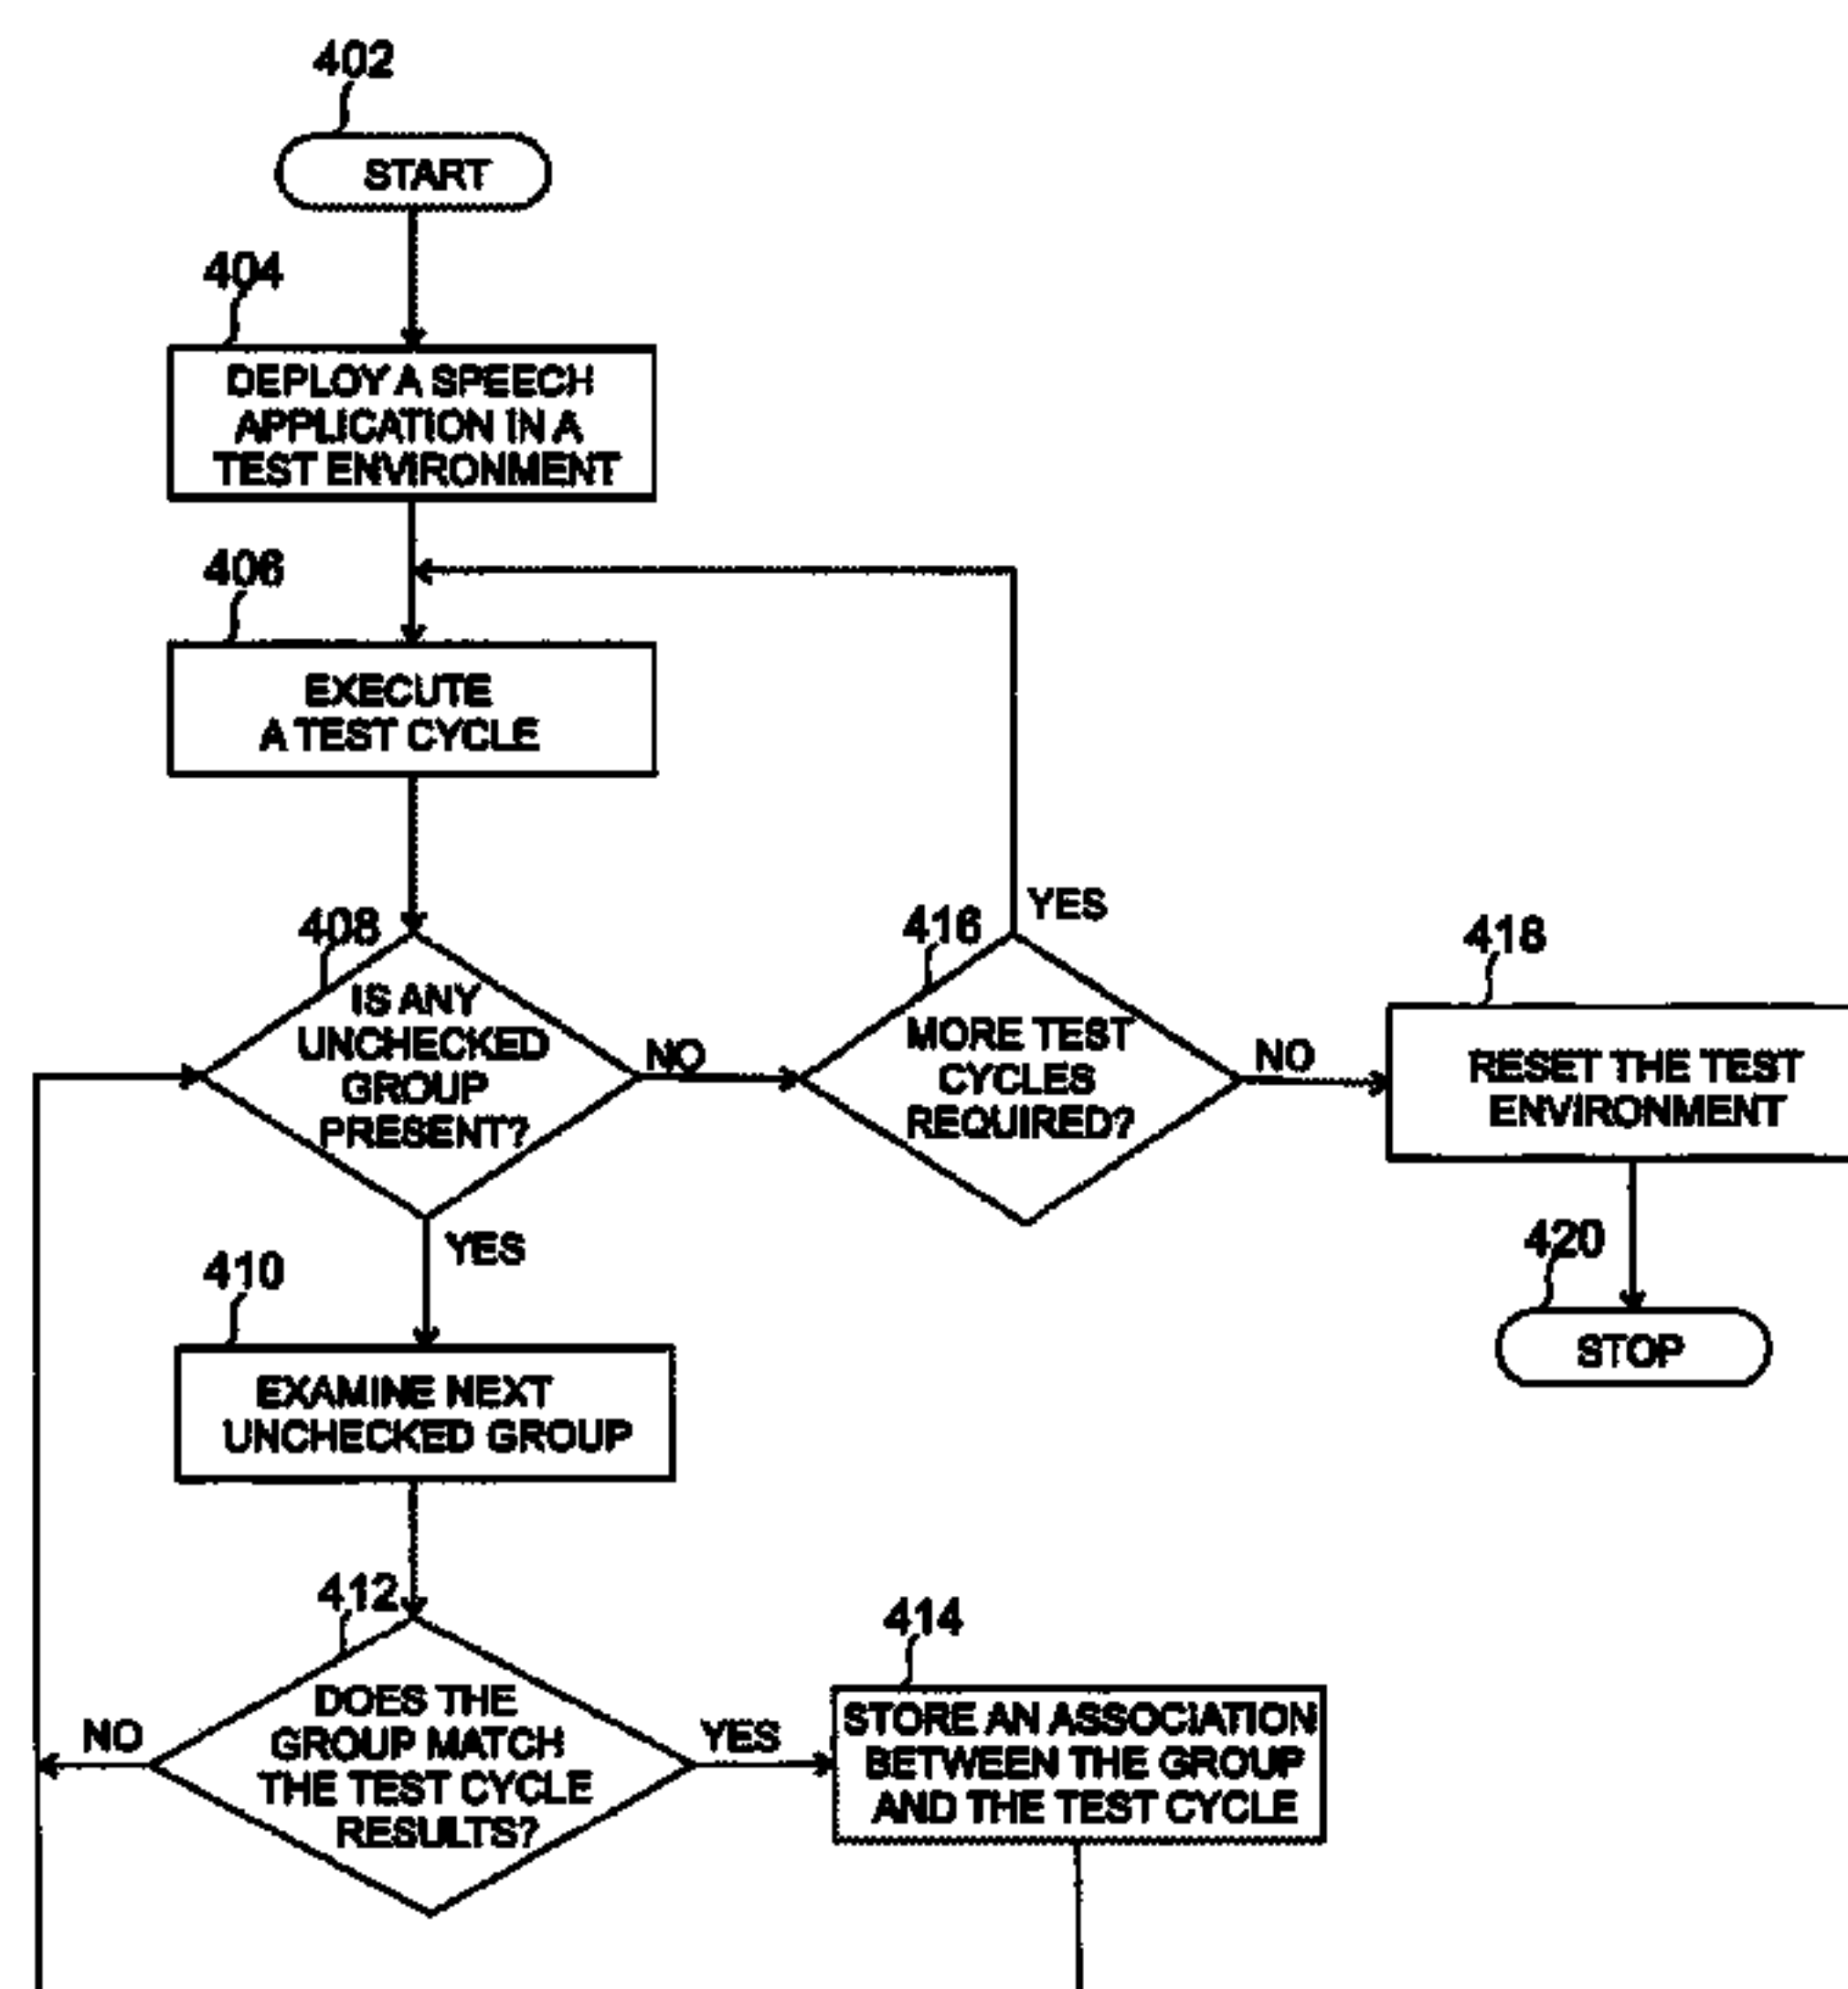 402
START
404
DEPLOY A SPEECH
APPLICATION IN A
TEST ENVIRONMENT
406
EXECUTE
A TEST CYCLE
408
IS ANY
UNCHECKED
GROUP
PRESENT?
NO
YES
416
YES
MORE TEST
CYCLES
REQUIRED?
NO
418
RESET THE TEST
ENVIRONMENT
420
STOP
410
EXAMINE NEXT
UNCHECKED GROUP
412
DOES THE
GROUP MATCH
THE TEST CYCLE
RESULTS?
NO
YES
414
STORE AN ASSOCIATION
BETWEEN THE GROUP
AND THE TEST CYCLE